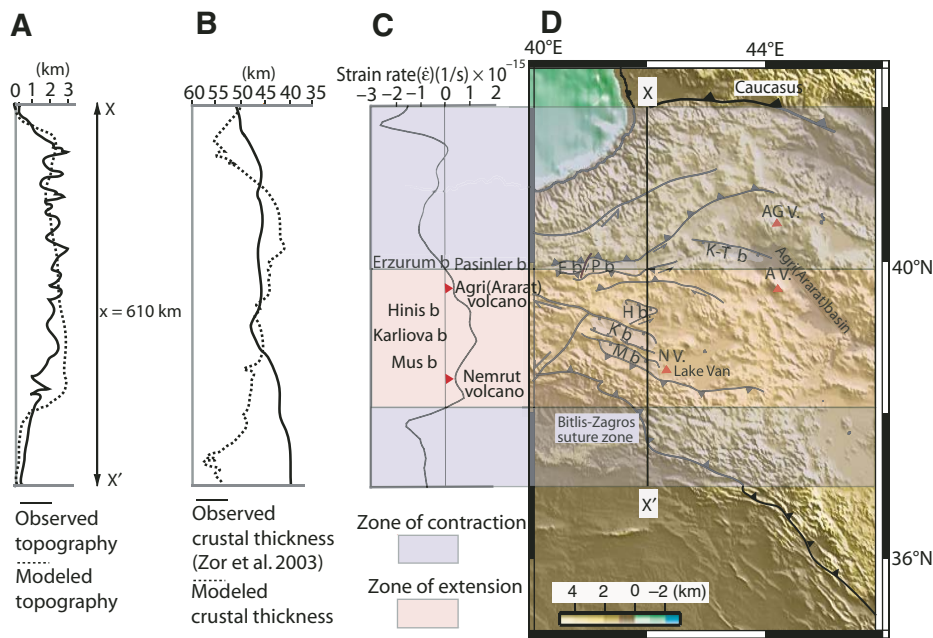 A
B
C
D
(km)
0 1 2 3
(km)
60 55 50 45 40 35
Strain rate(ε̇)(1/s) × 10⁻¹⁵
−3 −1 0 1 2
40°E
44°E
X
x = 610 km
X′
Erzurum b
Pasinler b
Agri(Ararat)
volcano
Hinis b
Karliova b
Mus b
Nemrut
volcano
X
Caucasus
AG V.
K-T b
Agri(Ararat)basin
A V.
E b/P b
H b
K b
M b
N V.
Lake Van
Bitlis-Zagros
suture zone
X′
40°N
36°N
4 2 0 −2 (km)
Observed
topography
Modeled
topography
Observed
crustal thickness
(Zor et al. 2003)
Modeled
crustal thickness
Zone of contraction
Zone of extension